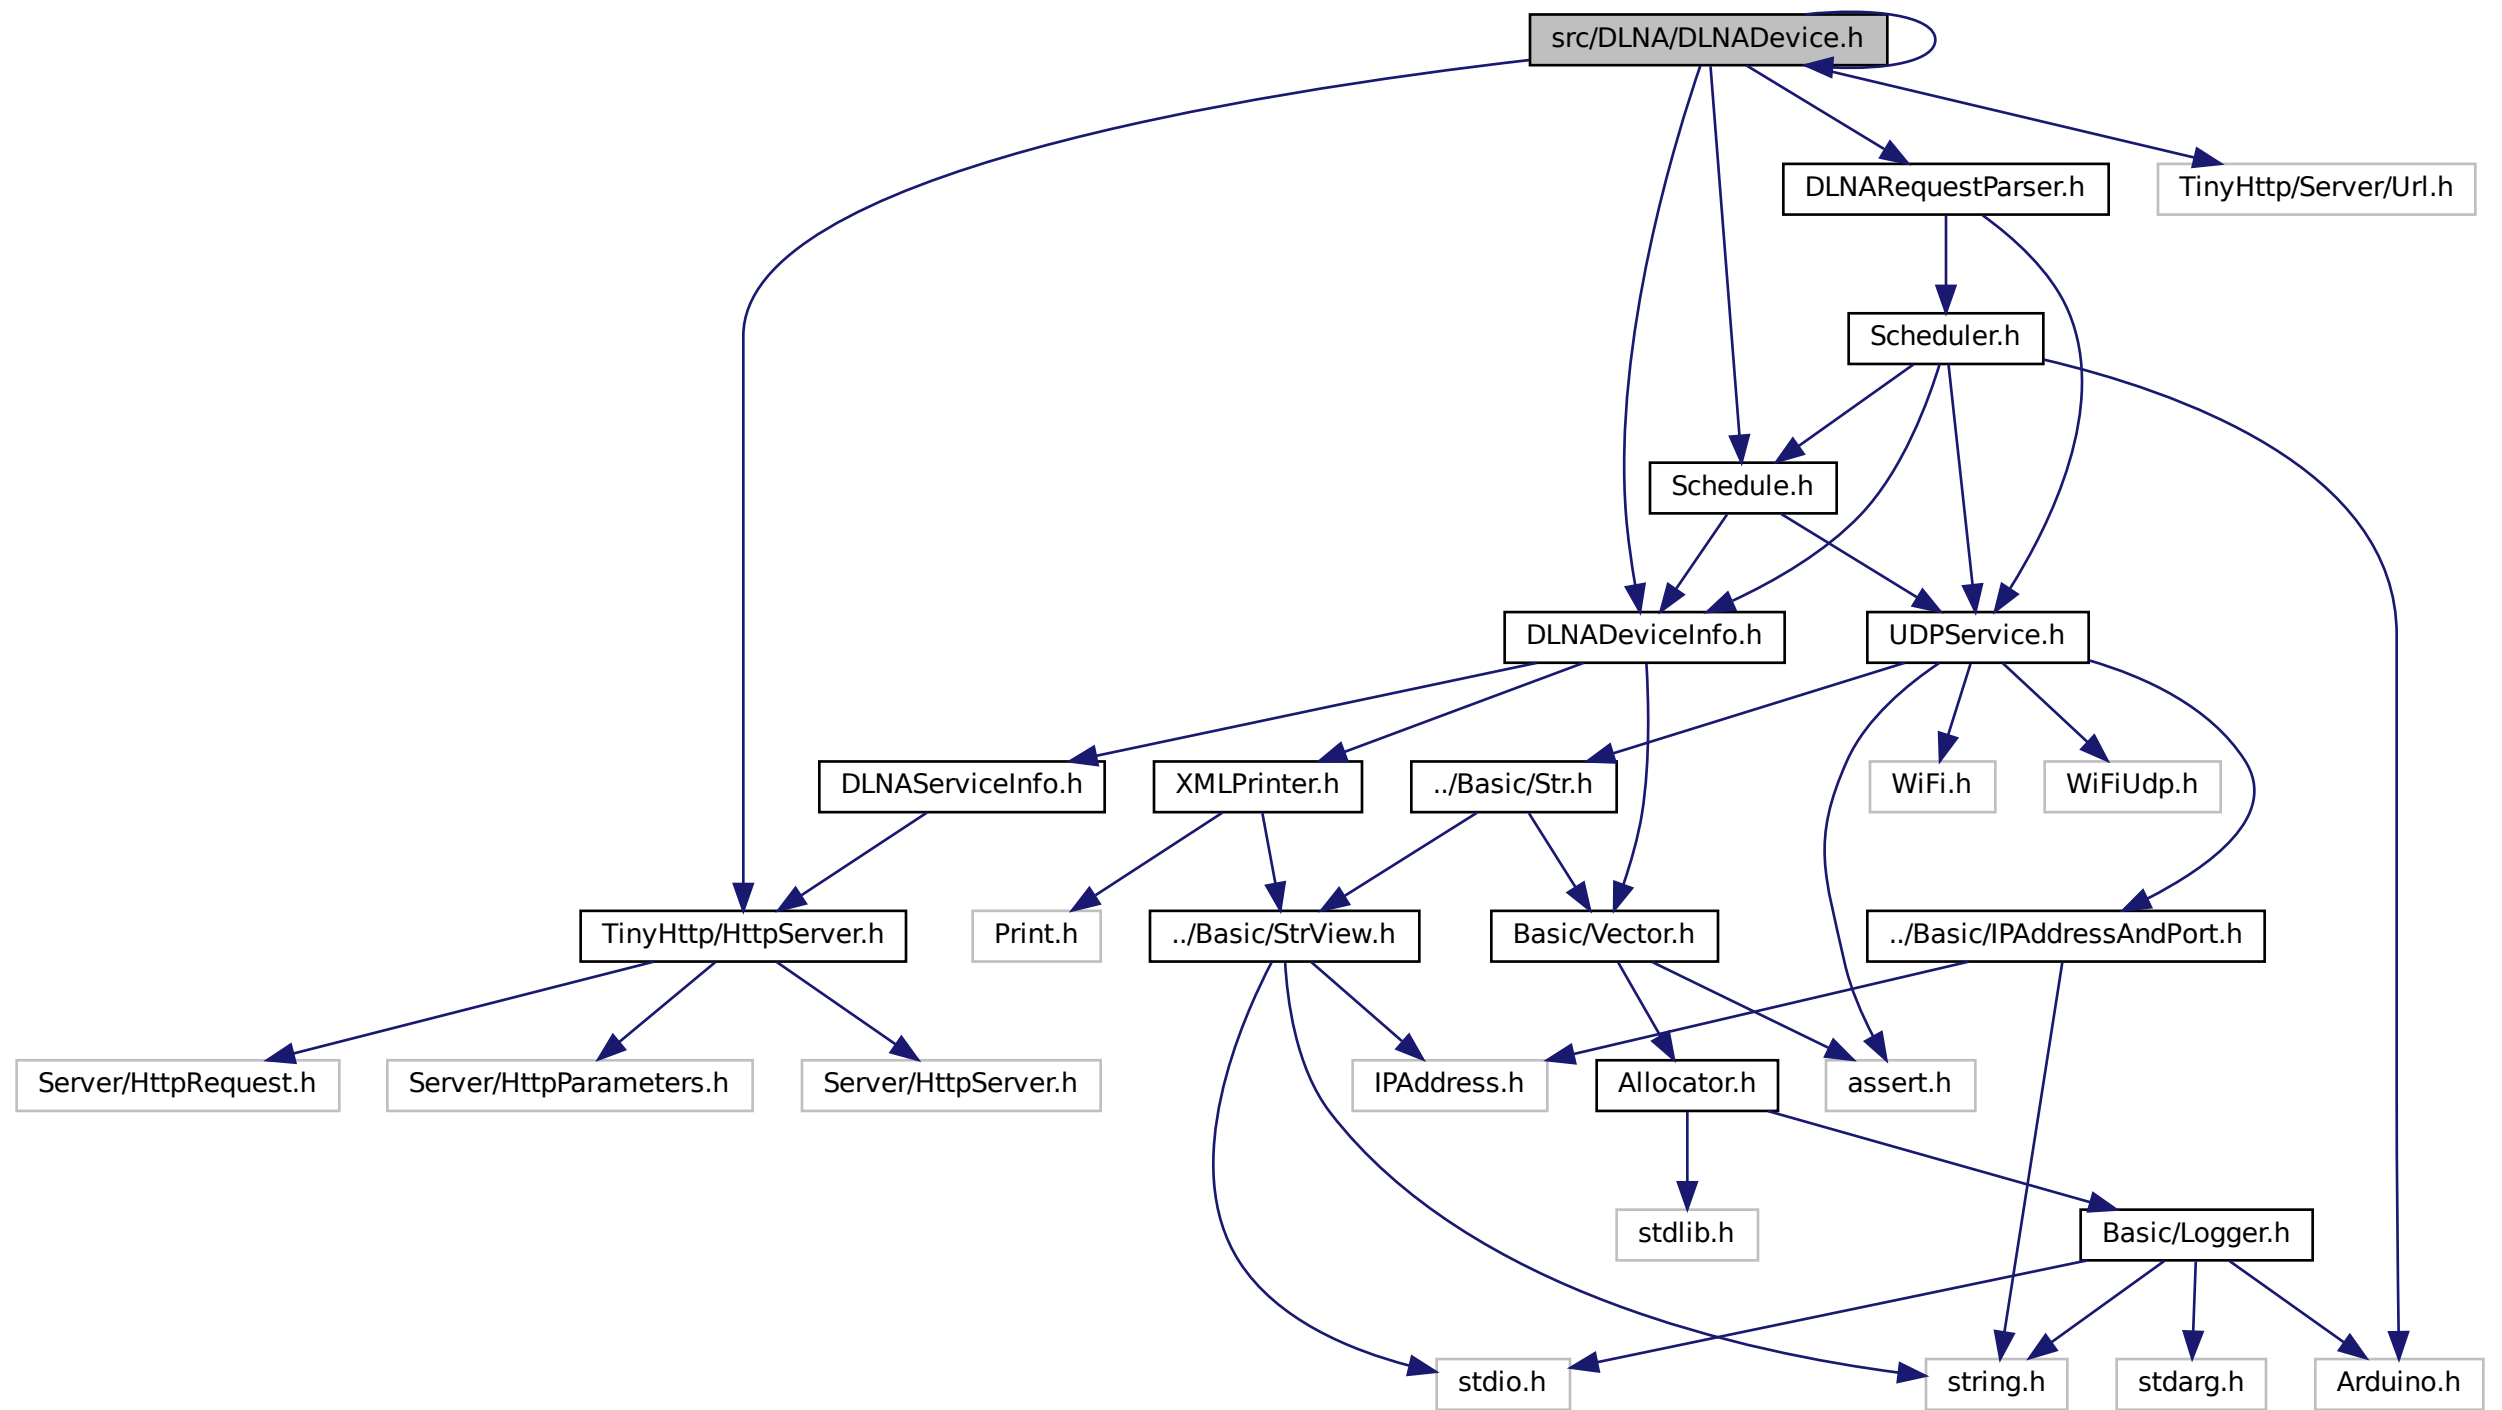 src/DLNA/DLNADevice.h
DLNARequestParser.h
TinyHttp/Server/Url.h
Scheduler.h
Schedule.h
DLNADeviceInfo.h
UDPService.h
DLNAServiceInfo.h
XMLPrinter.h
../Basic/Str.h
WiFi.h
WiFiUdp.h
TinyHttp/HttpServer.h
Print.h
../Basic/StrView.h
Basic/Vector.h
../Basic/IPAddressAndPort.h
Server/HttpRequest.h
Server/HttpParameters.h
Server/HttpServer.h
IPAddress.h
Allocator.h
assert.h
stdlib.h
Basic/Logger.h
stdio.h
string.h
stdarg.h
Arduino.h